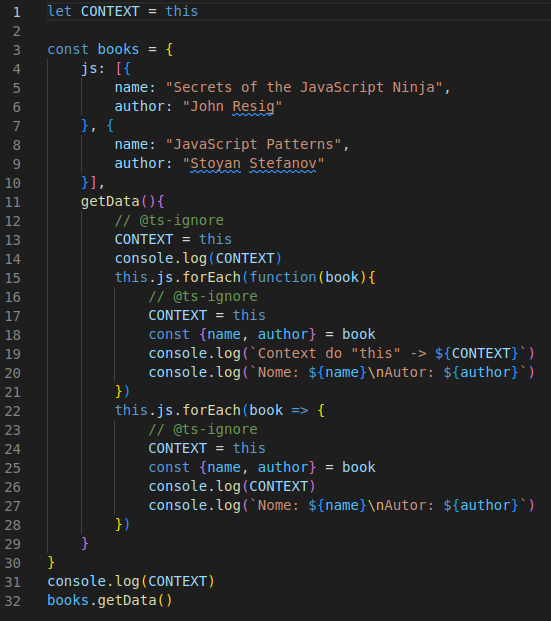 1 let CONTEXT = this
2
3 const books = {
4     js: [{
5         name: "Secrets of the JavaScript Ninja",
6         author: "John Resig"
7     }, {
8         name: "JavaScript Patterns",
9         author: "Stoyan Stefanov"
10     }],
11     getData(){
12         // @ts-ignore
13         CONTEXT = this
14         console.log(CONTEXT)
15         this.js.forEach(function(book){
16             // @ts-ignore
17             CONTEXT = this
18             const {name, author} = book
19             console.log(`Context do "this" -> ${CONTEXT}`)
20             console.log(`Nome: ${name}\nAutor: ${author}`)
21         })
22         this.js.forEach(book => {
23             // @ts-ignore
24             CONTEXT = this
25             const {name, author} = book
26             console.log(CONTEXT)
27             console.log(`Nome: ${name}\nAutor: ${author}`)
28         })
29     }
30 }
31 console.log(CONTEXT)
32 books.getData()